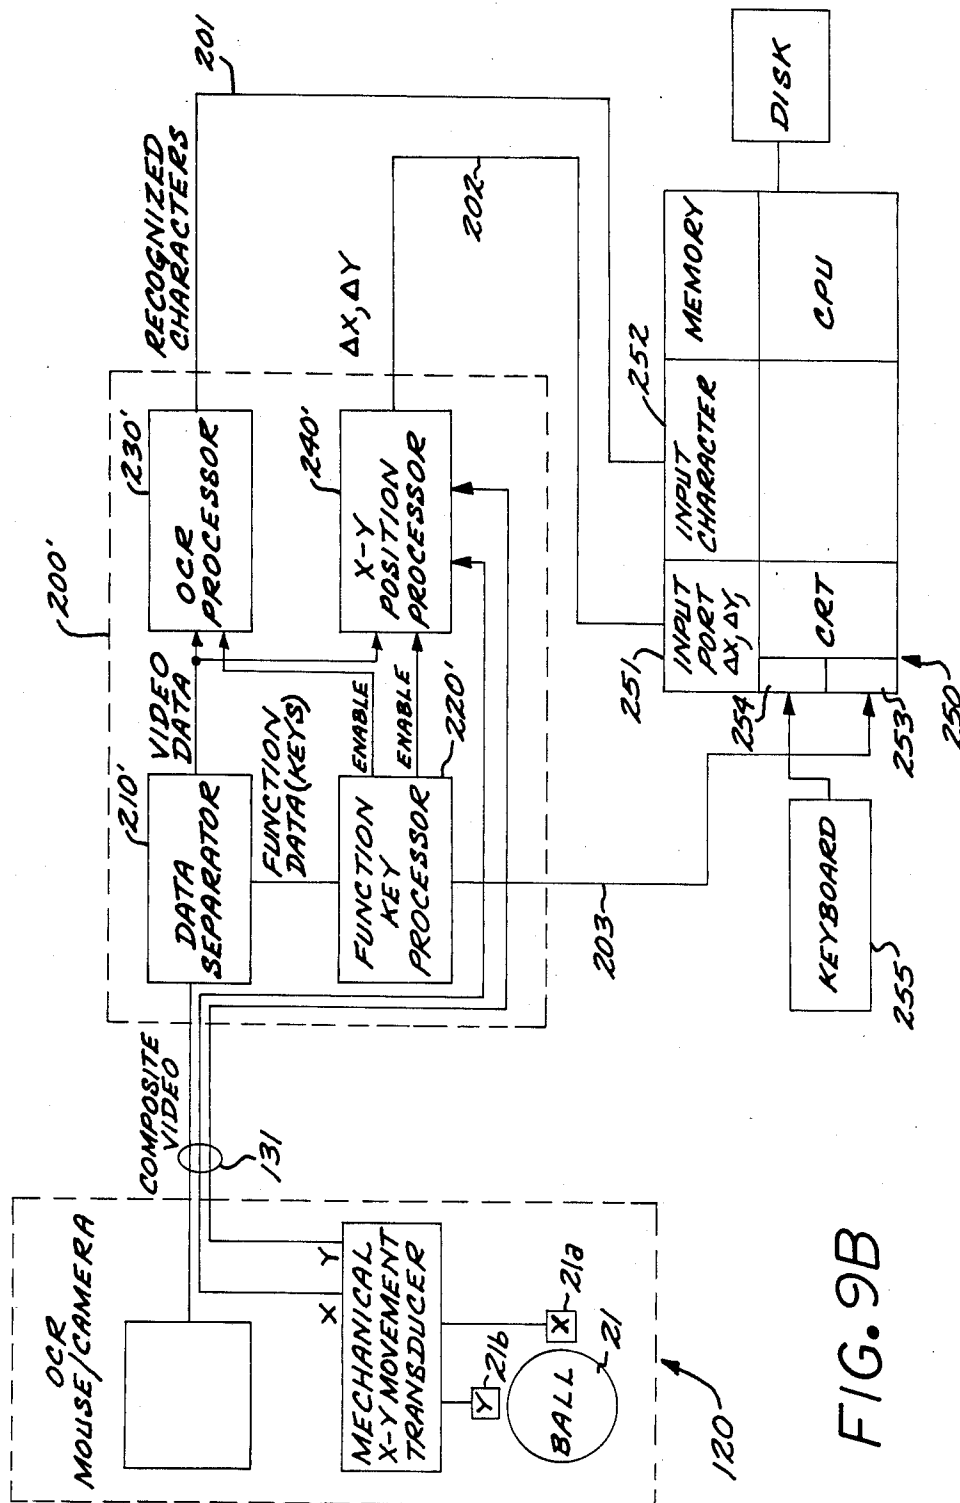 OCR
MOUSE/CAMERA
MECHANICAL
X-Y MOVEMENT
TRANSDUCER
X
Y
Y
21b
X
21a
BALL
21
120
COMPOSITE
VIDEO
131
200'
210'
DATA
SEPARATOR
VIDEO
DATA
FUNCTION
DATA(KEYS)
FUNCTION
KEY
PROCESSOR
220'
ENABLE
ENABLE
230'
OCR
PROCESSOR
240'
X-Y
POSITION
PROCESSOR
RECOGNIZED
CHARACTERS
201
ΔX, ΔY
202
203
KEYBOARD
255
251
INPUT
PORT
ΔX, ΔY,
INPUT
CHARACTER
252
MEMORY
254
CRT
CPU
253
250
DISK
FIG. 9B